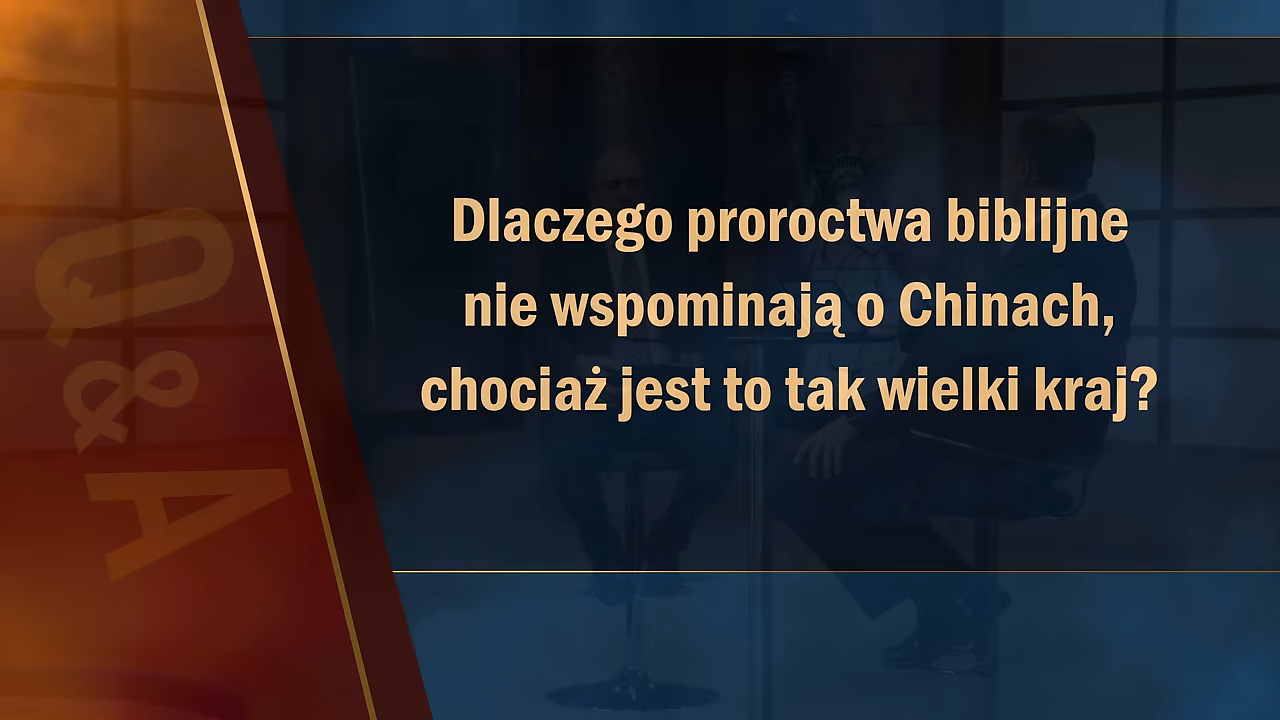 Q&A
Dlaczego proroctwa biblijne
nie wspominają o Chinach,
chociaż jest to tak wielki kraj?